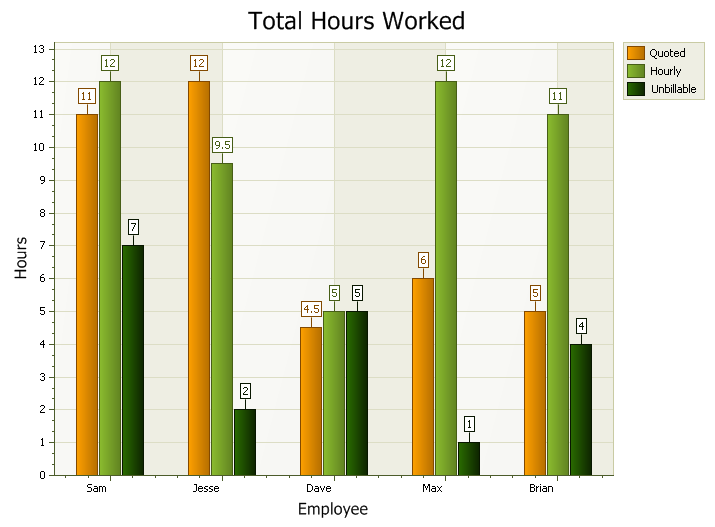 Total Hours Worked
Quoted
Hourly
Unbillable
Hours
13
12
11
10
9
8
7
6
5
4
3
2
1
0
11
12
7
12
9.5
2
4.5
5
5
6
12
1
5
11
4
Sam
Jesse
Dave
Max
Brian
Employee